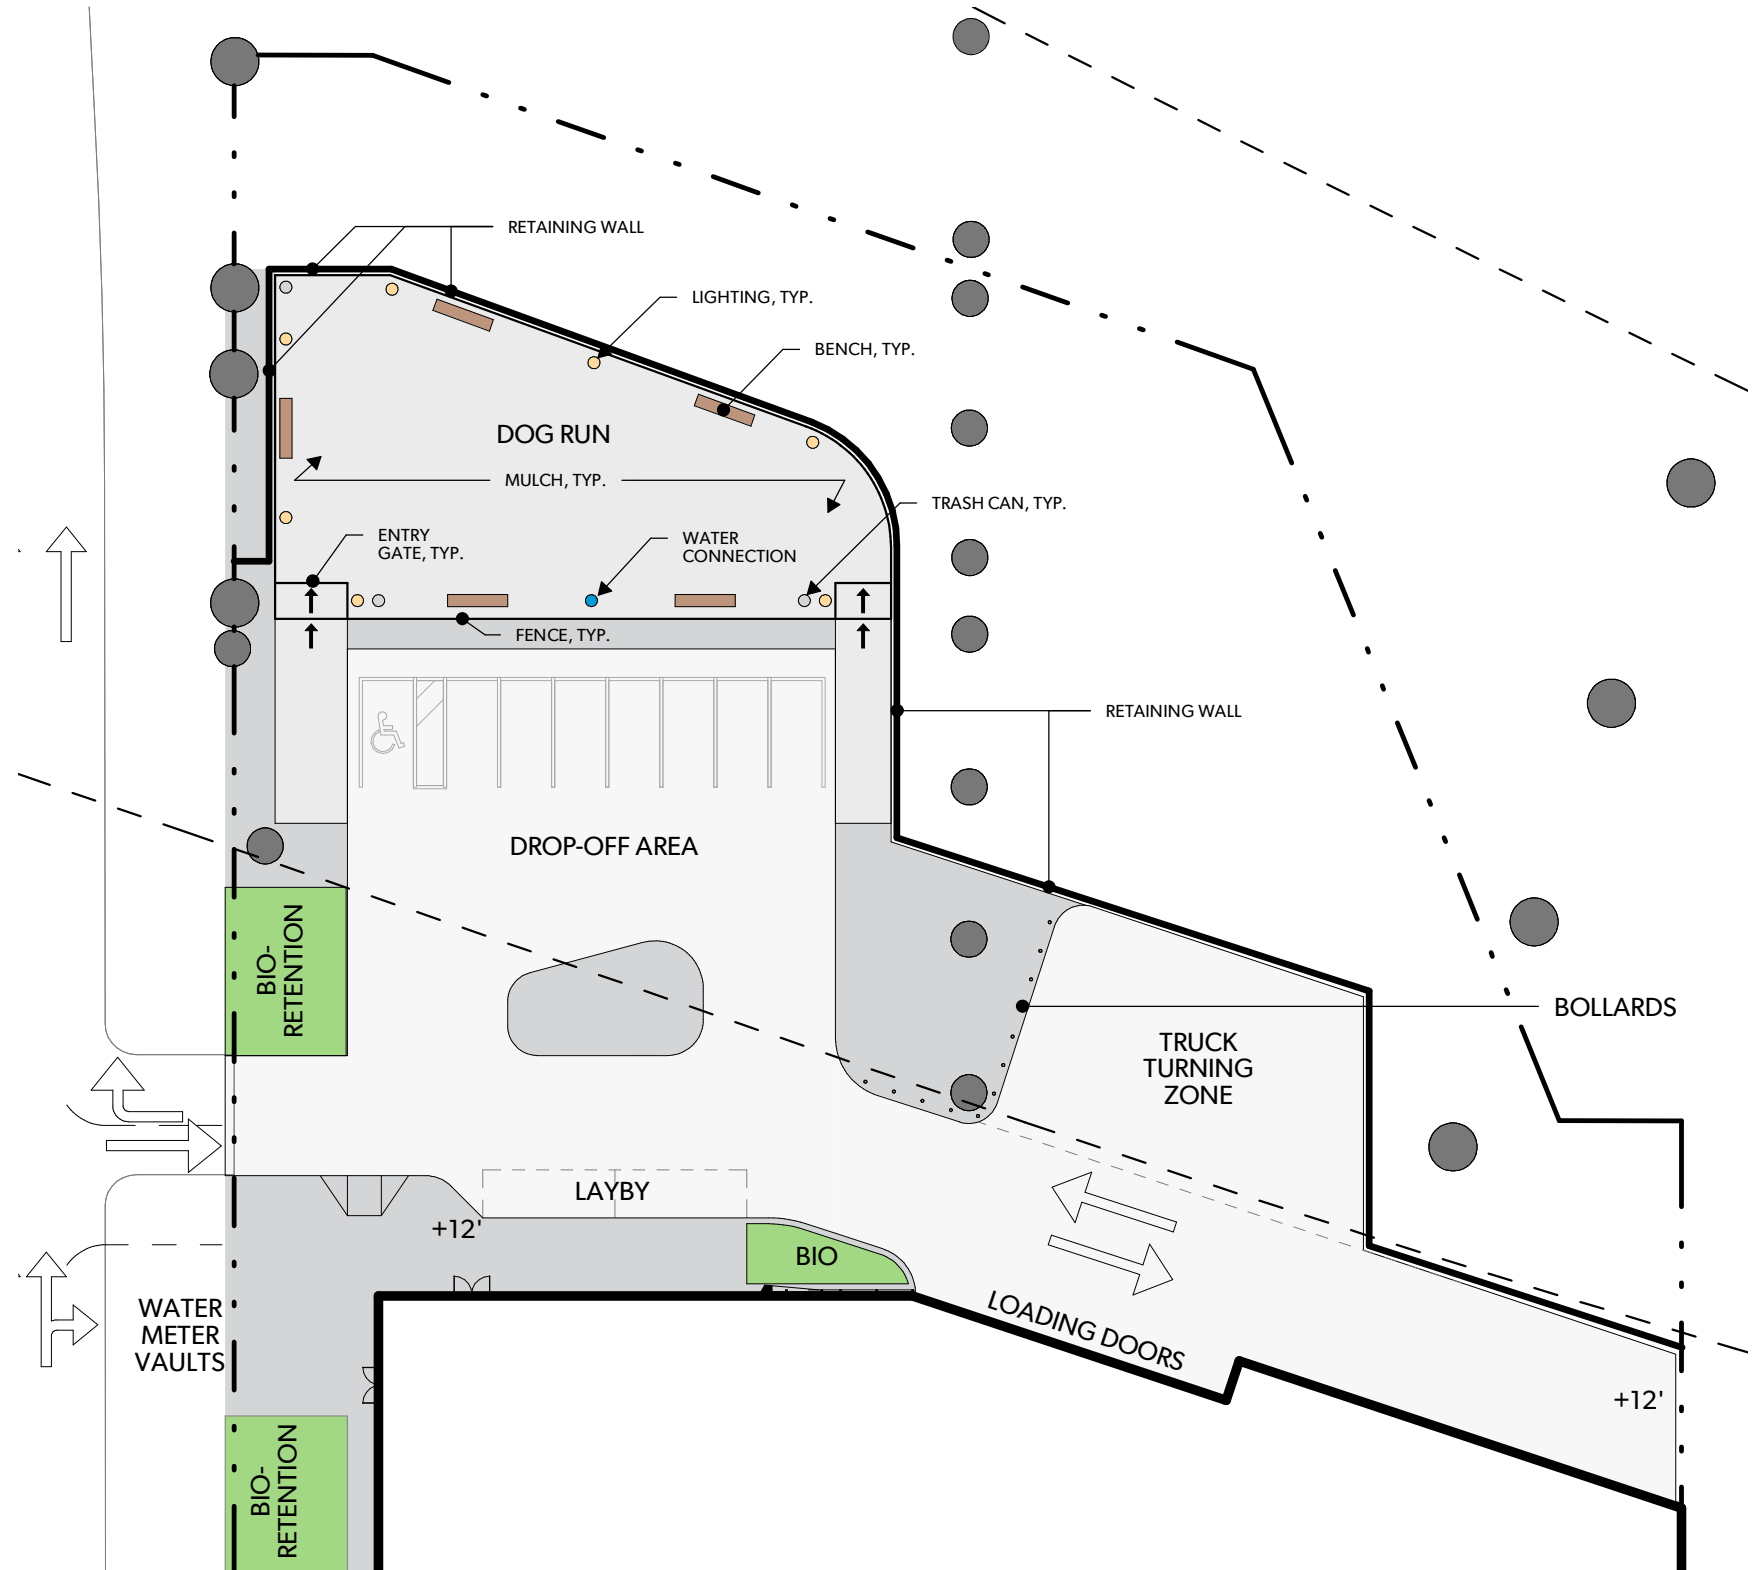 RETAINING WALL
LIGHTING, TYP.
BENCH, TYP.
DOG RUN
MULCH, TYP.
TRASH CAN, TYP.
ENTRY
GATE, TYP.
WATER
CONNECTION
FENCE, TYP.
RETAINING WALL
DROP-OFF AREA
BIO-
RETENTION
BOLLARDS
TRUCK
TURNING
ZONE
LAYBY
+12'
BIO
WATER
METER
VAULTS
LOADING DOORS
+12'
BIO-
RETENTION